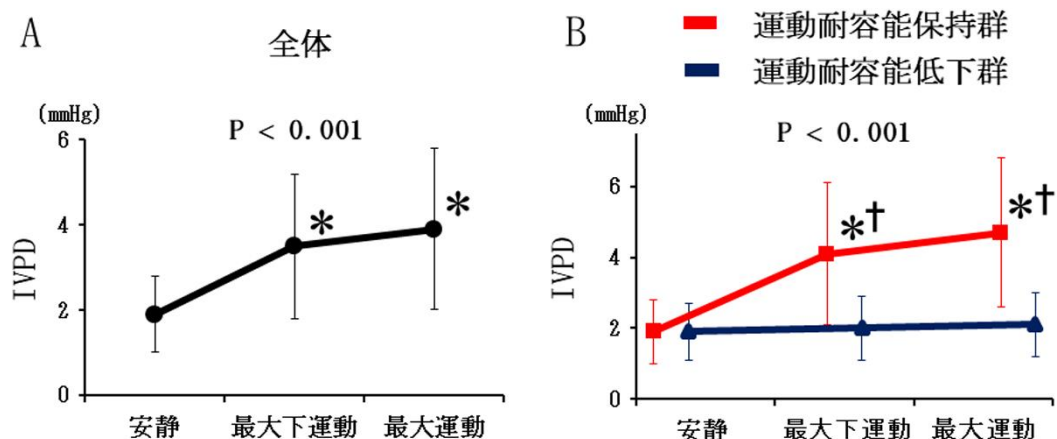 A
全体
(mmHg)
P < 0.001
6
4
2
0
IVPD
*
*
安静
最大下運動
最大運動
B
運動耐容能保持群
運動耐容能低下群
(mmHg)
P < 0.001
6
4
2
0
IVPD
*†
*†
安静
最大下運動
最大運動